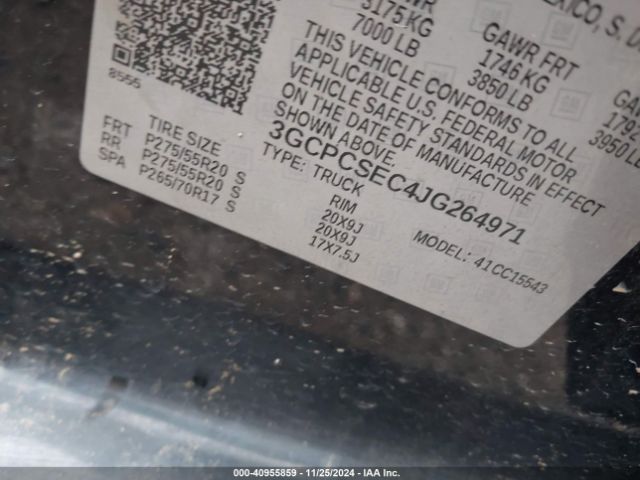 MEXICO, S.
3175 KG
7000 LB
GAWR FRT
1746 KG
3850 LB
3950 LB
8555
THIS VEHICLE CONFORMS TO ALL
APPLICABLE U.S. FEDERAL MOTOR
VEHICLE SAFETY STANDARDS IN EFFECT
ON THE DATE OF MANUFACTURE
SHOWN ABOVE.
3GCPCSEC4JG264971
TYPE: TRUCK
MODEL: 41CC15543
TIRE SIZE
RIM
FRT P275/55R20 S 20X9J
RR P275/55R20 S 20X9J
SPA P265/70R17 S 17X7.5J
000-40955859 - 11/25/2024 - IAA Inc.